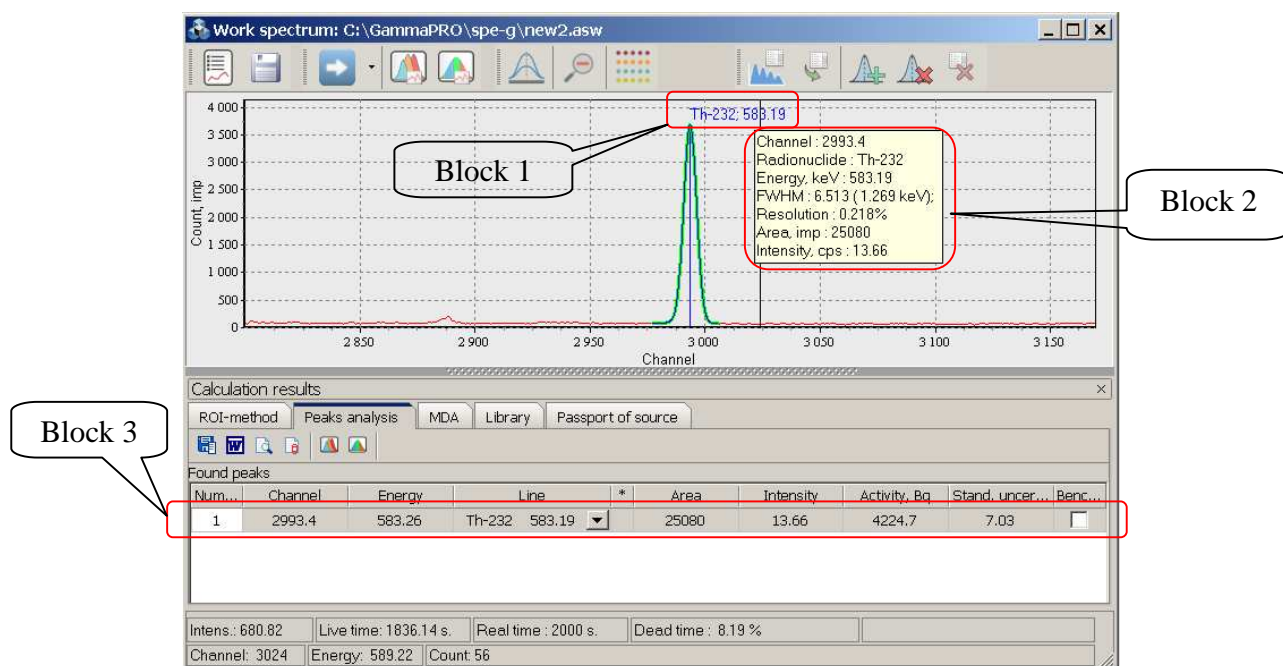 Work spectrum: C:\GammaPRO\spe-g\new2.asw
Th-232; 583.19
Block 1
Channel : 2993.4
Radionuclide : Th-232
Energy, keV : 583.19
FWHM : 6.513 ( 1.269 keV);
Resolution : 0.218%
Area, imp : 25080
Intensity, cps : 13.66
Block 2
Count, imp
4 000
3 500
3 000
2 500
2 000
1 500
1 000
500
0
2 850 2 900 2 950 3 000 3 050 3 100 3 150
Channel
Calculation results
ROI-method Peaks analysis MDA Library Passport of source
Block 3
Found peaks
Num... Channel Energy Line * Area Intensity Activity, Bq Stand. uncer... Benc...
1 2993.4 583.26 Th-232 583.19 25080 13.66 4224.7 7.03
Intens.: 680.82 Live time: 1836.14 s. Real time : 2000 s. Dead time : 8.19 %
Channel: 3024 Energy: 589.22 Count: 56